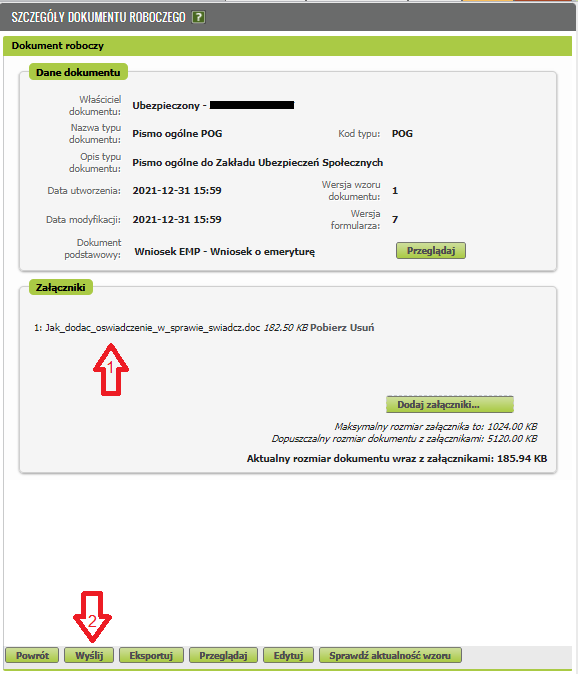 SZCZEGÓŁY DOKUMENTU ROBOCZEGO ?
Dokument roboczy
Dane dokumentu
Właściciel dokumentu: Ubezpieczony -
Nazwa typu dokumentu: Pismo ogólne POG Kod typu: POG
Opis typu dokumentu: Pismo ogólne do Zakładu Ubezpieczeń Społecznych
Data utworzenia: 2021-12-31 15:59 Wersja wzoru dokumentu: 1
Data modyfikacji: 2021-12-31 15:59 Wersja formularza: 7
Dokument podstawowy: Wniosek EMP - Wniosek o emeryturę Przeglądaj
Załączniki
1: Jak_dodac_oswiadczenie_w_sprawie_swiadcz.doc 182.50 KB Pobierz Usuń
1
Dodaj załączniki...
Maksymalny rozmiar załącznika to: 1024.00 KB
Dopuszczalny rozmiar dokumentu z załącznikami: 5120.00 KB
Aktualny rozmiar dokumentu wraz z załącznikami: 185.94 KB
2
Powrót Wyślij Eksportuj Przeglądaj Edytuj Sprawdź aktualność wzoru